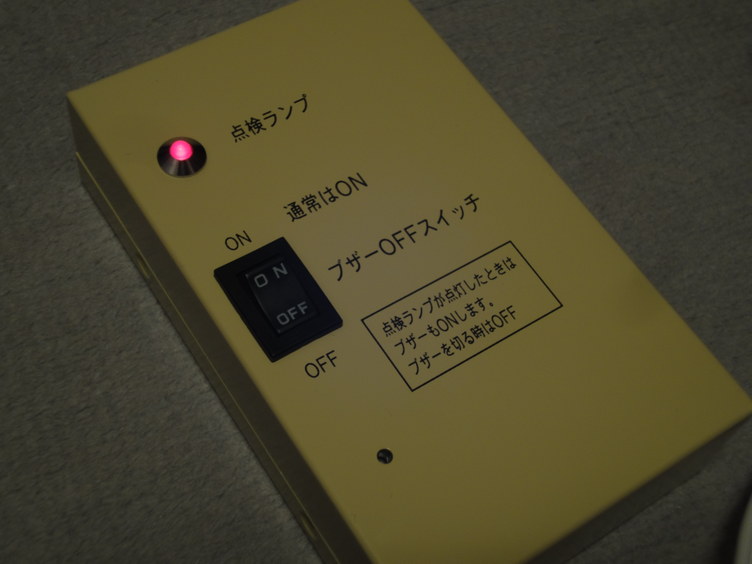 点検ランプ
通常はON
ON
ブザーOFFスイッチ
ON
OFF
OFF
点検ランプが点灯したときは
ブザーもONします。
ブザーを切る時はOFF